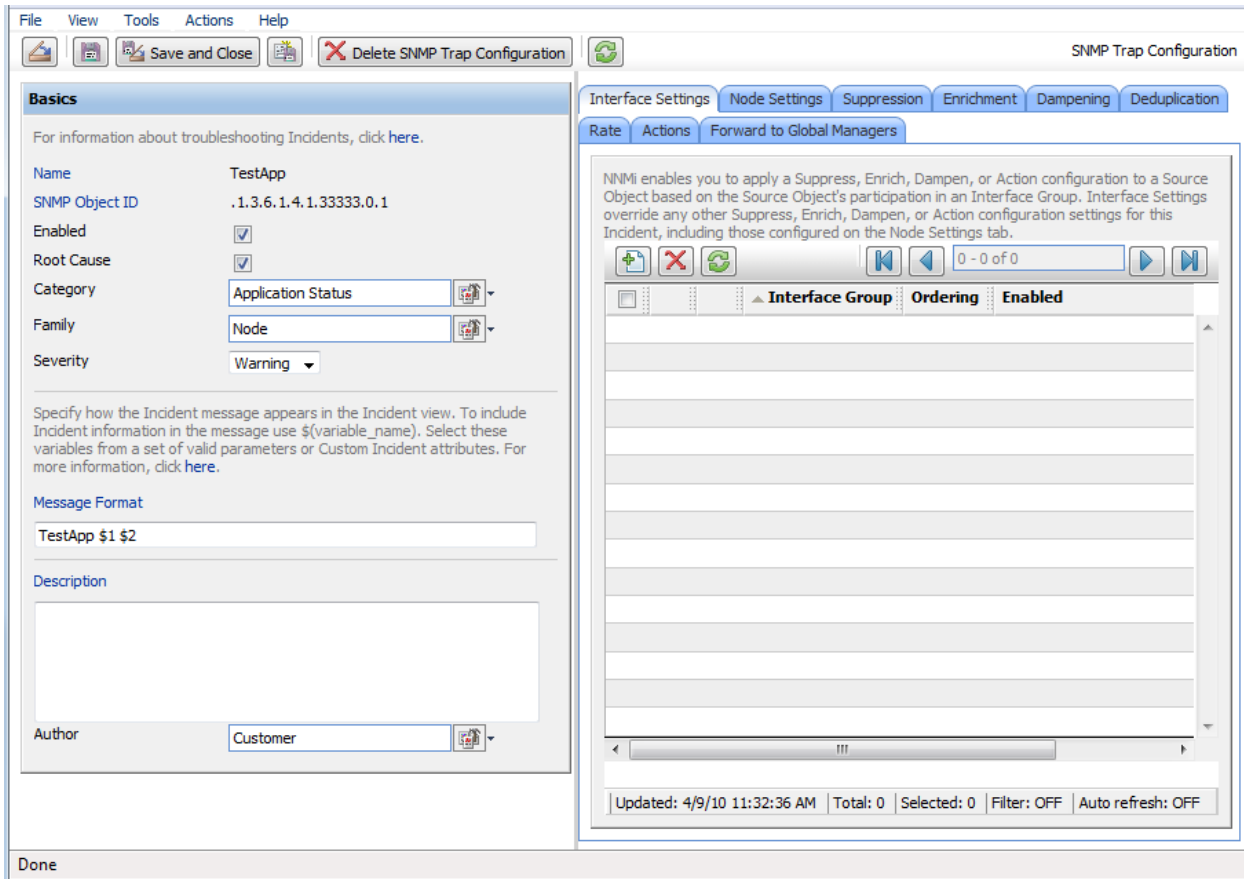 File View Tools Actions Help
Save and Close Delete SNMP Trap Configuration SNMP Trap Configuration
Basics
For information about troubleshooting Incidents, click here.
Name TestApp
SNMP Object ID .1.3.6.1.4.1.33333.0.1
Enabled
Root Cause
Category Application Status
Family Node
Severity Warning
Specify how the Incident message appears in the Incident view. To include
Incident information in the message use $(variable_name). Select these
variables from a set of valid parameters or Custom Incident attributes. For
more information, click here.
Message Format
TestApp $1 $2
Description
Author Customer
Interface Settings Node Settings Suppression Enrichment Dampening Deduplication
Rate Actions Forward to Global Managers
NNMi enables you to apply a Suppress, Enrich, Dampen, or Action configuration to a Source
Object based on the Source Object's participation in an Interface Group. Interface Settings
override any other Suppress, Enrich, Dampen, or Action configuration settings for this
Incident, including those configured on the Node Settings tab.
0 - 0 of 0
Interface Group Ordering Enabled
Updated: 4/9/10 11:32:36 AM Total: 0 Selected: 0 Filter: OFF Auto refresh: OFF
Done